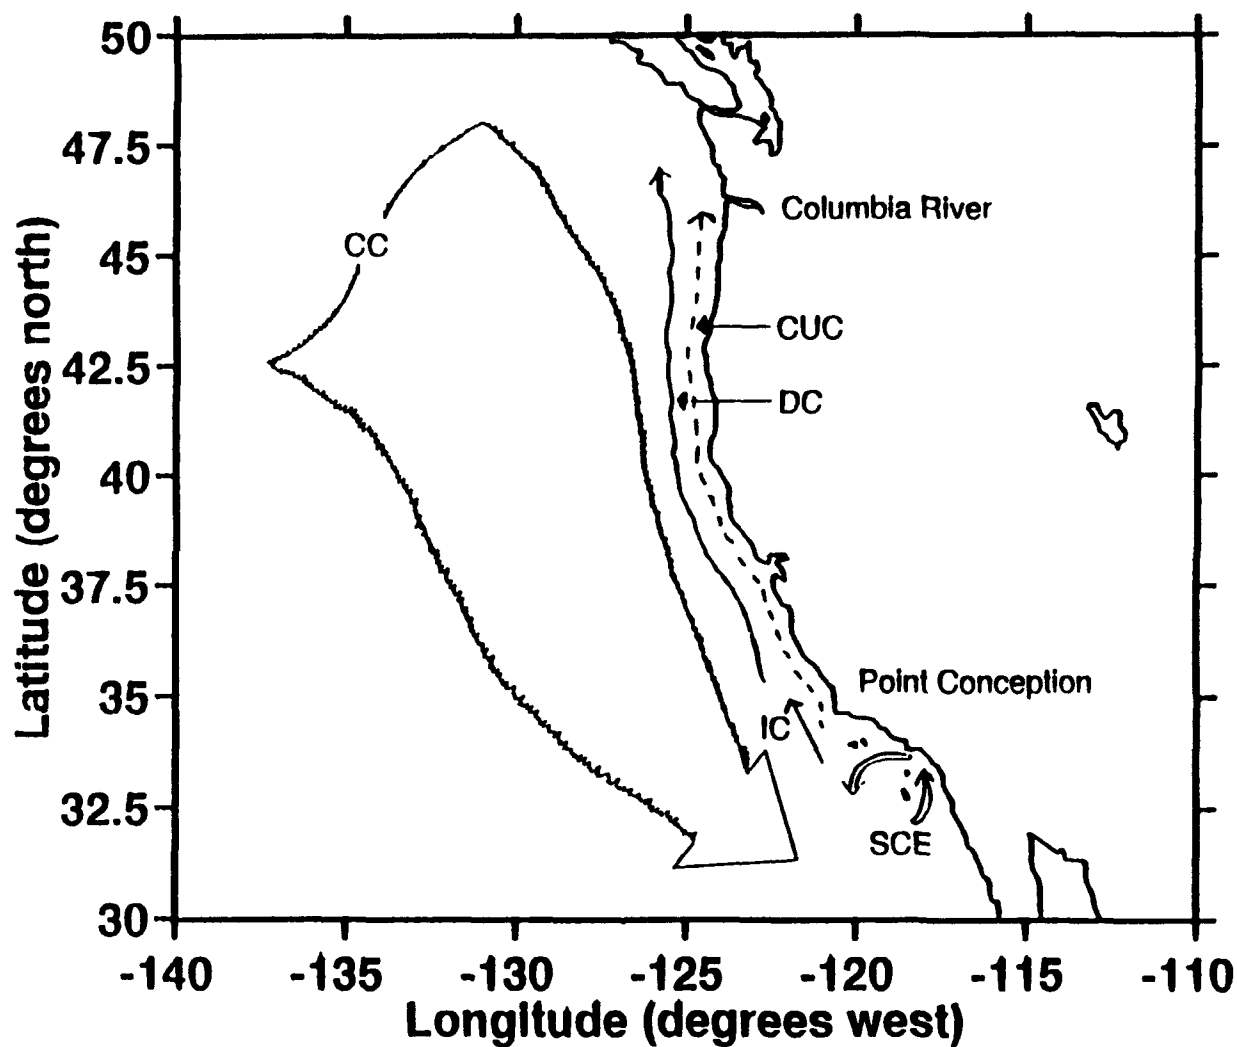 50
47.5
45
42.5
40
37.5
35
32.5
30
Latitude (degrees north)
CC
Columbia River
CUC
DC
Point Conception
IC
SCE
-140 -135 -130 -125 -120 -115 -110
Longitude (degrees west)